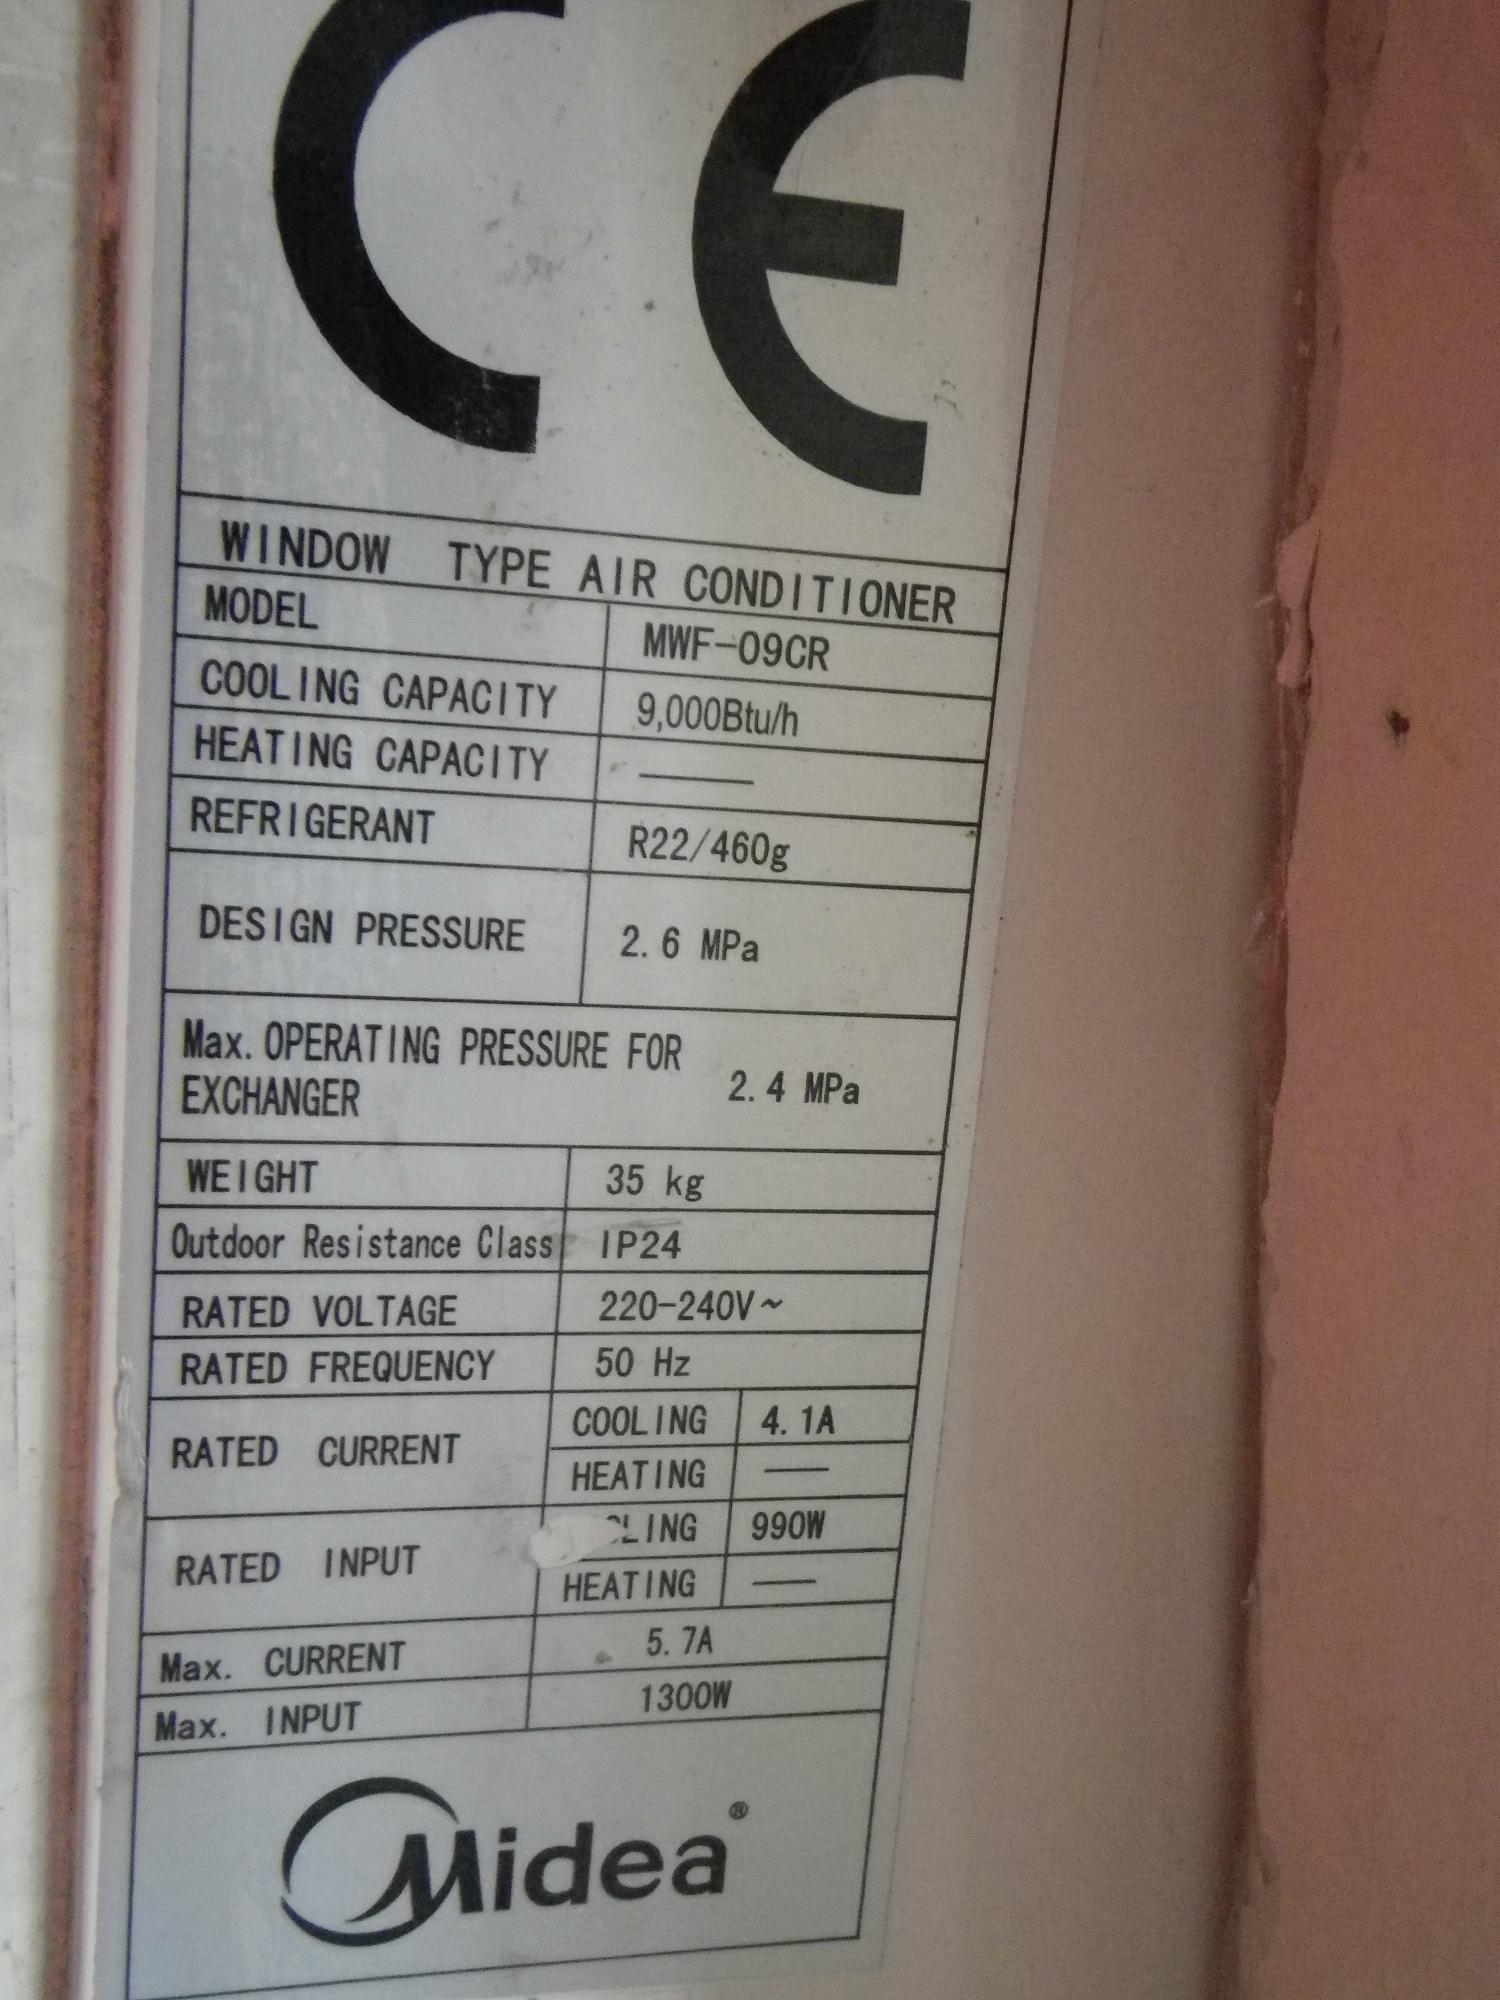 CE
WINDOW TYPE AIR CONDITIONER
MODEL MWF-09CR
COOLING CAPACITY 9,000Btu/h
HEATING CAPACITY ——
REFRIGERANT R22/460g
DESIGN PRESSURE 2.6 MPa
Max. OPERATING PRESSURE FOR
EXCHANGER 2.4 MPa
WEIGHT 35 kg
Outdoor Resistance Class IP24
RATED VOLTAGE 220-240V~
RATED FREQUENCY 50 Hz
RATED CURRENT COOLING 4.1A
HEATING ——
RATED INPUT LING 990W
HEATING ——
Max. CURRENT 5.7A
Max. INPUT 1300W
Midea®